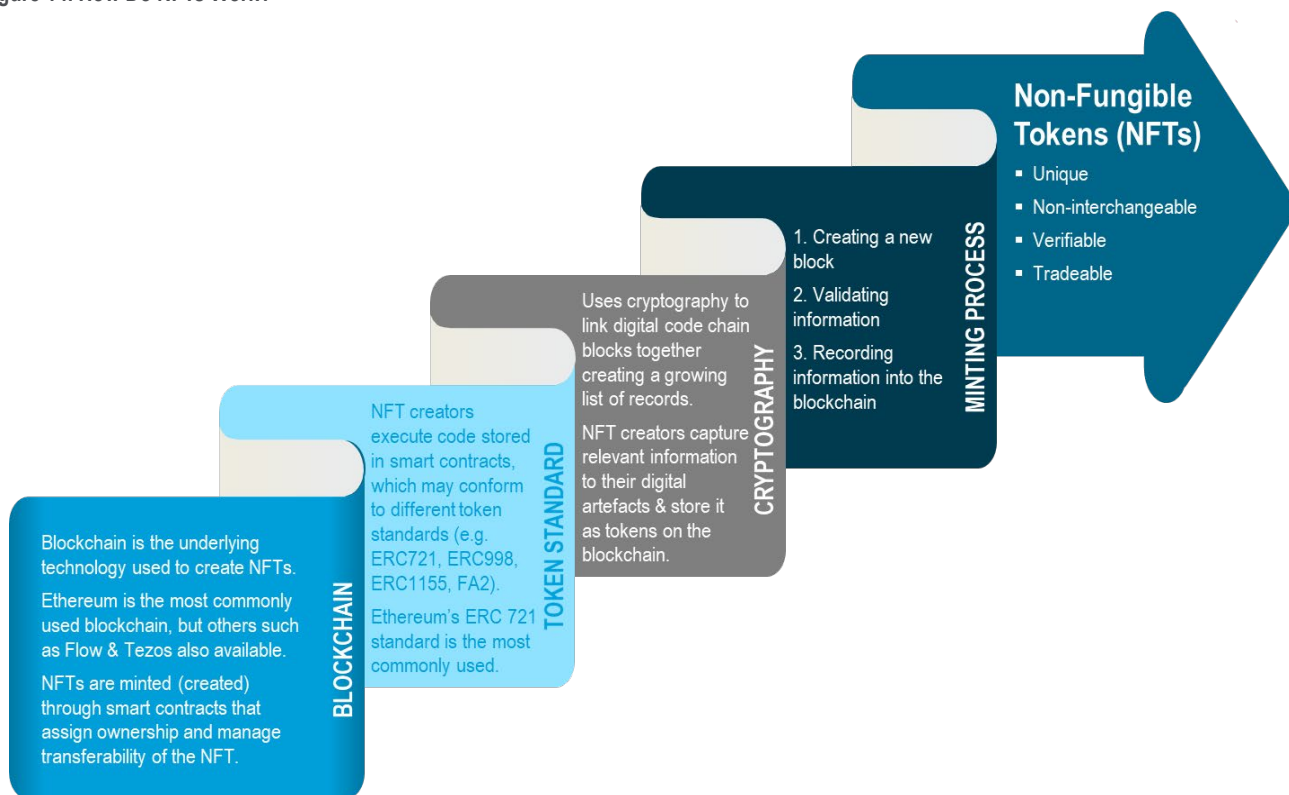 Non-Fungible
Tokens (NFTs)
▪ Unique
▪ Non-interchangeable
▪ Verifiable
▪ Tradeable
1. Creating a new
block
2. Validating
information
3. Recording
information into the
blockchain
MINTING PROCESS
Uses cryptography to
link digital code chain
blocks together
creating a growing
list of records.
NFT creators capture
relevant information
to their digital
artefacts & store it
as tokens on the
blockchain.
CRYPTOGRAPHY
NFT creators
execute code stored
in smart contracts,
which may conform
to different token
standards (e.g.
ERC721, ERC998,
ERC1155, FA2).
Ethereum's ERC 721
standard is the most
commonly used.
TOKEN STANDARD
Blockchain is the underlying
technology used to create NFTs.
Ethereum is the most commonly
used blockchain, but others such
as Flow & Tezos also available.
NFTs are minted (created)
through smart contracts that
assign ownership and manage
transferability of the NFT.
BLOCKCHAIN